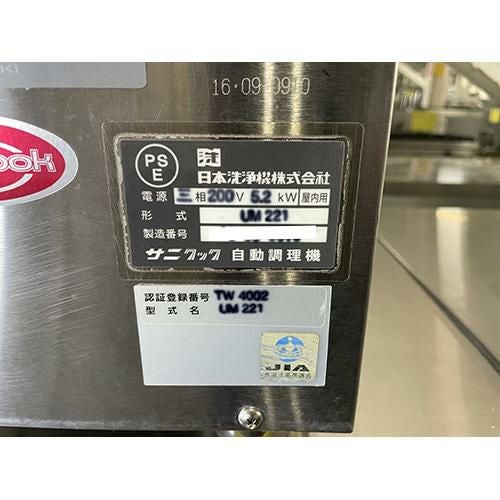 16·09
PS
E
日本洗浄機株式会社
電源 三相200V 5.2 kW 屋内用
形式 UM 221
製造番号
サニクック 自動調理機
認証登録番号 TW 4002
型式名 UM 221
JIA